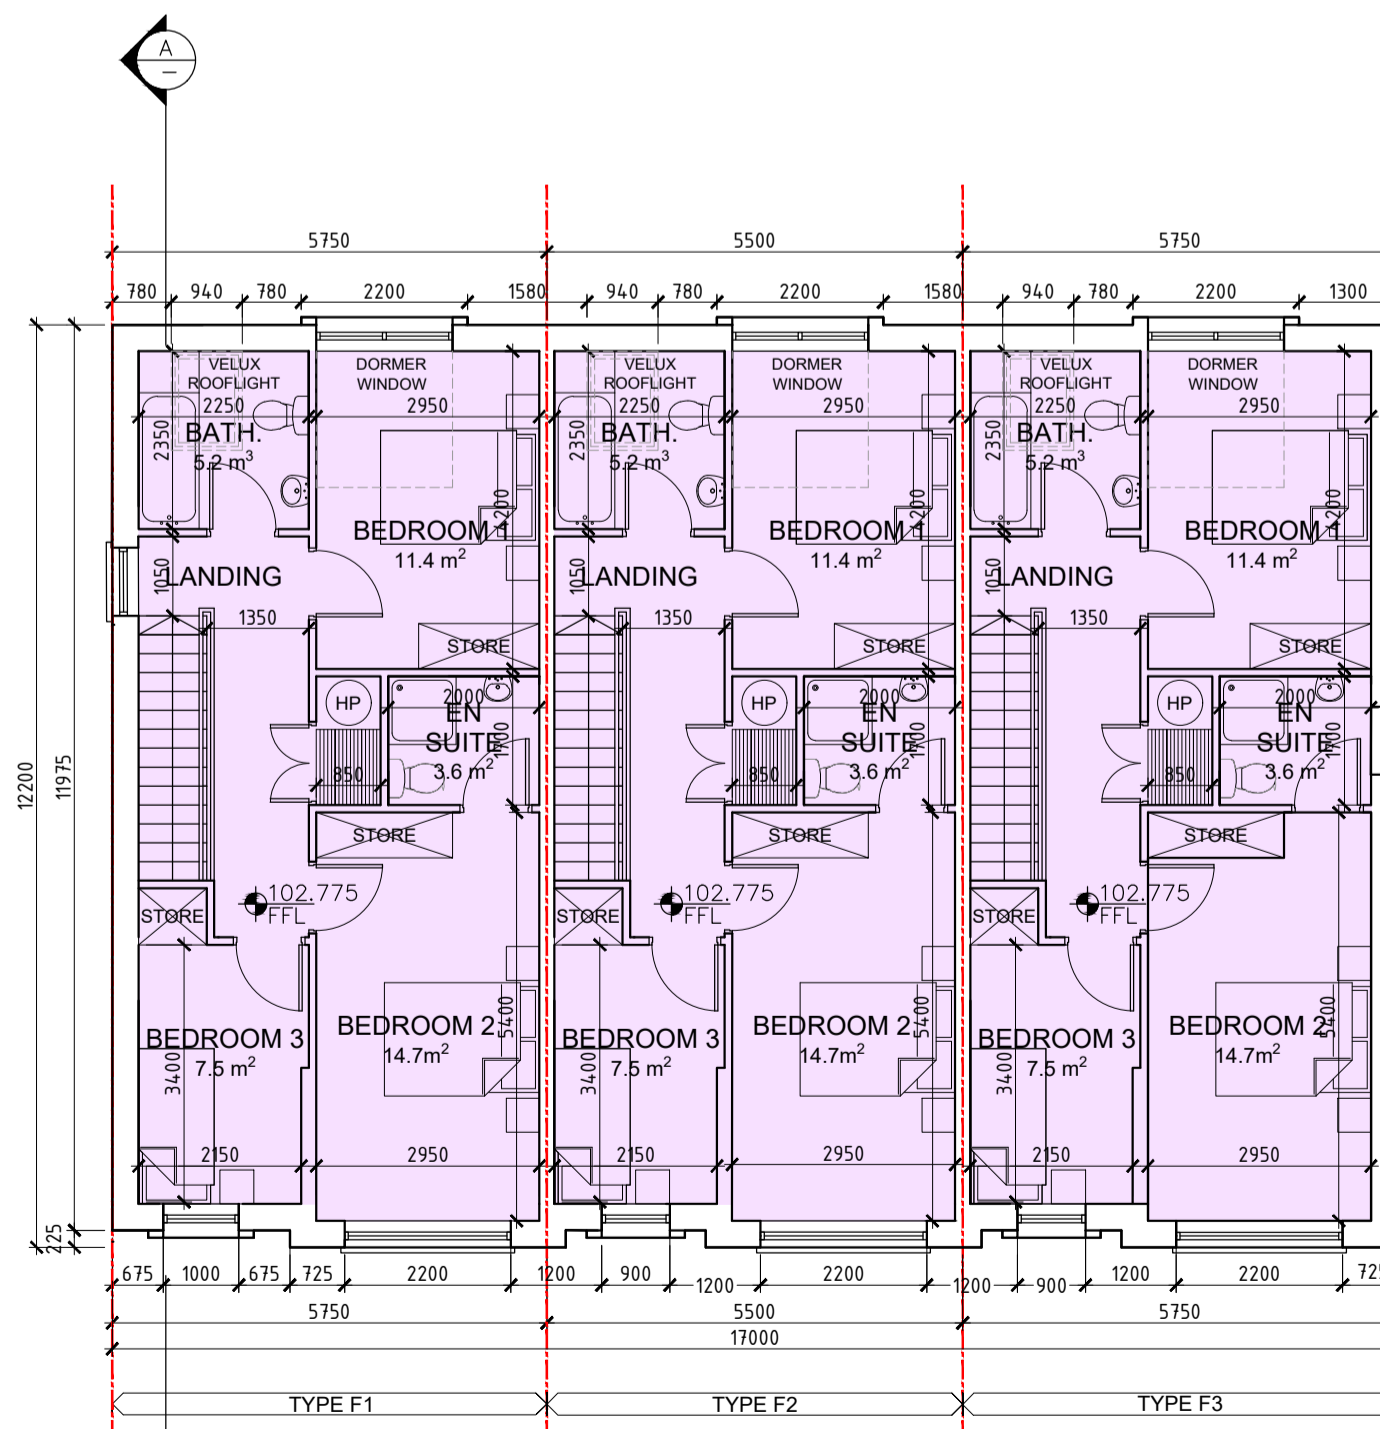 A
5750 5500 5750
780 940 780 2200 1580 940 780 2200 1580 940 780 2200 1300
VELUX
ROOFLIGHT
DORMER
WINDOW
VELUX
ROOFLIGHT
DORMER
WINDOW
VELUX
ROOFLIGHT
DORMER
WINDOW
2250 2950 2250 2950 2250 2950
2350 BATH. 2350 BATH. 2350 BATH.
5.2 m³ 5.2 m³ 5.2 m³
4200 4200 4200
BEDROOM 1 BEDROOM 1 BEDROOM 1
11.4 m² 11.4 m² 11.4 m²
1050 LANDING 1050 LANDING 1050 LANDING
1350 1350 1350
STORE STORE STORE
HP 2000 HP 2000 HP 2000
EN
SUITE
3.6 m²
1700
EN
SUITE
3.6 m²
1700
EN
SUITE
3.6 m²
1700
12200 11975
850 850 850
STORE STORE STORE
102.775
FFL
102.775
FFL
102.775
FFL
STORE STORE STORE
5400 5400 5400
BEDROOM 3 BEDROOM 2 BEDROOM 3 BEDROOM 2 BEDROOM 3 BEDROOM 2
7.5 m² 14.7m² 7.5 m² 14.7m² 7.5 m² 14.7m²
3400 3400 3400
2150 2950 2150 2950 2150 2950
225
675 1000 675 725 2200 1200 900 1200 2200 1200 900 1200 2200 725
5750 5500 5750
17000
TYPE F1 TYPE F2 TYPE F3